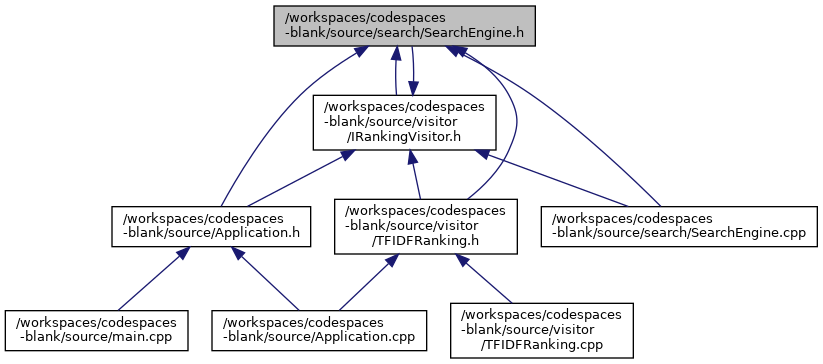 /workspaces/codespaces
-blank/source/search/SearchEngine.h
/workspaces/codespaces
-blank/source/visitor
/IRankingVisitor.h
/workspaces/codespaces
-blank/source/Application.h
/workspaces/codespaces
-blank/source/visitor
/TFIDFRanking.h
/workspaces/codespaces
-blank/source/search/SearchEngine.cpp
/workspaces/codespaces
-blank/source/main.cpp
/workspaces/codespaces
-blank/source/Application.cpp
/workspaces/codespaces
-blank/source/visitor
/TFIDFRanking.cpp